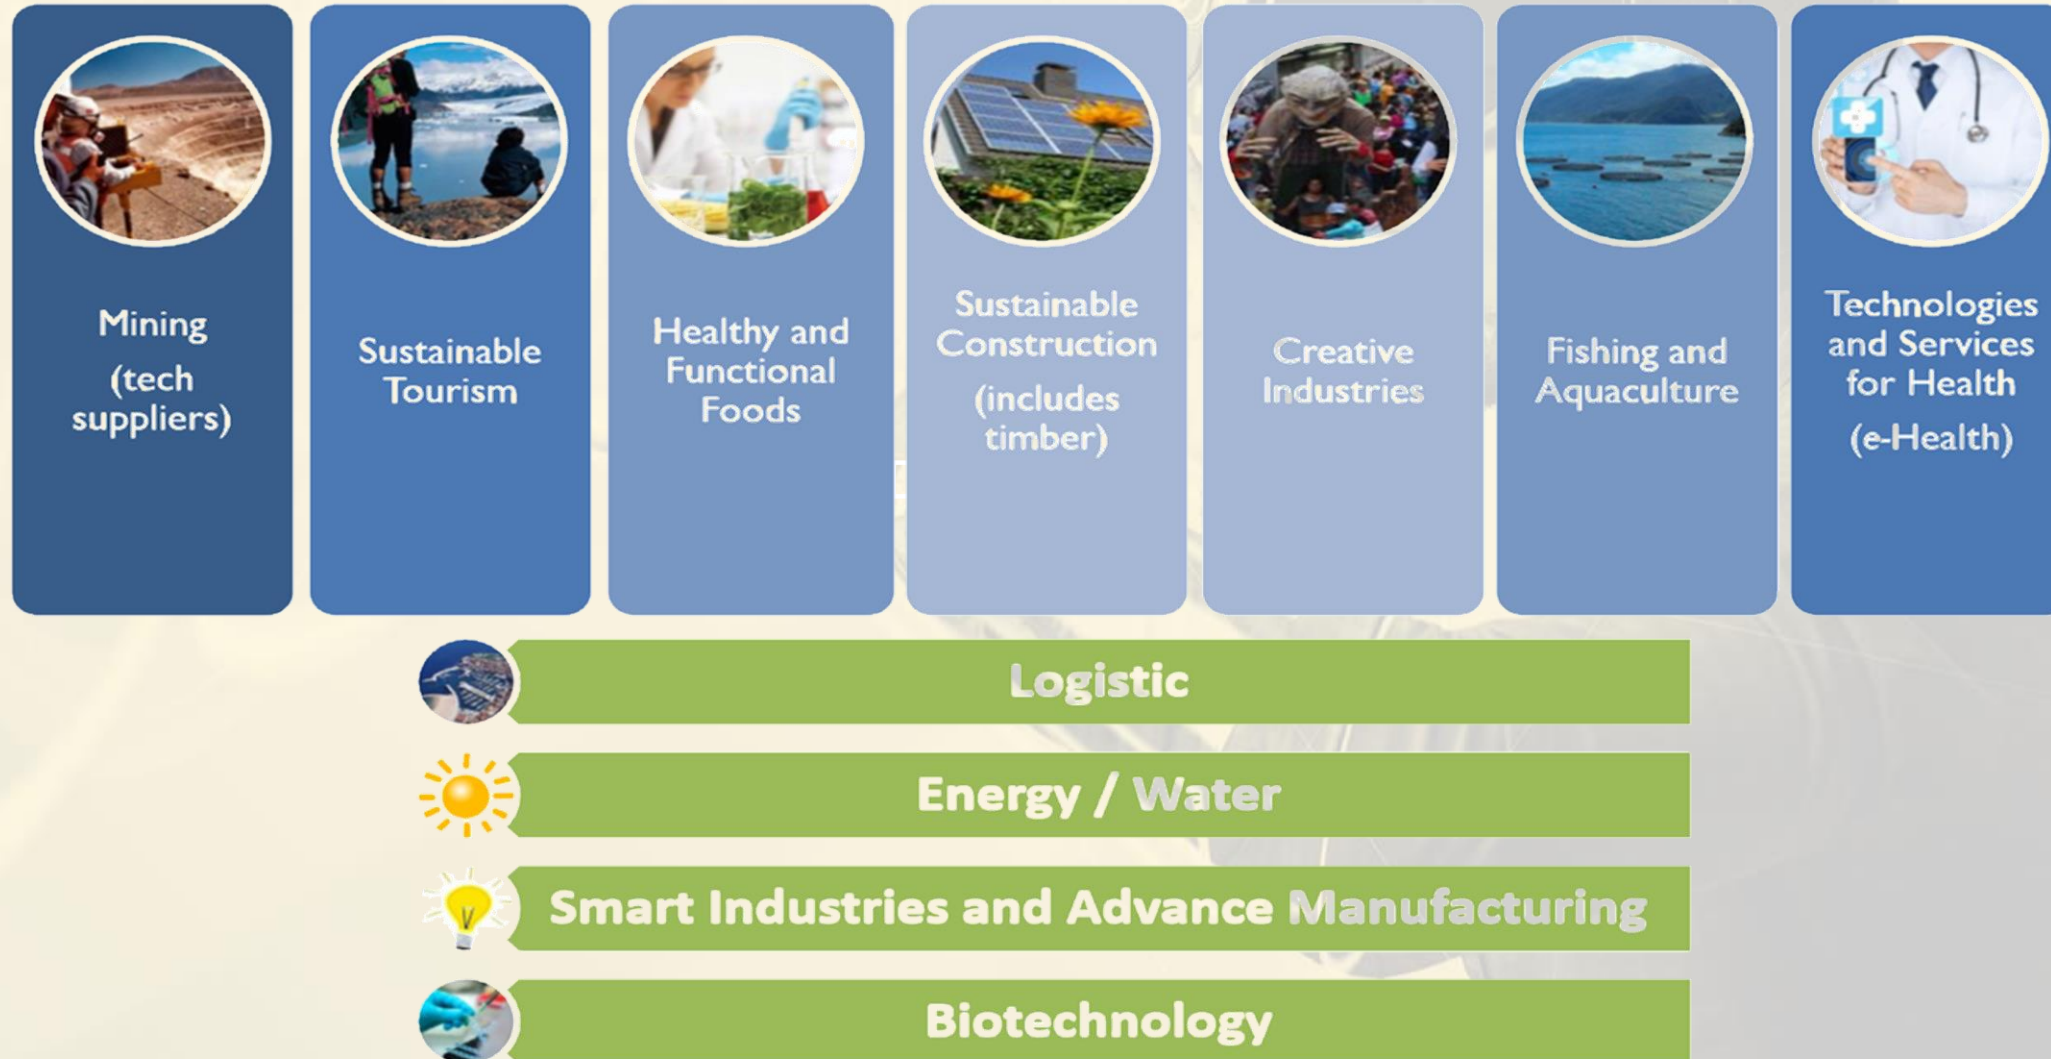 Mining
(tech
suppliers)
Sustainable
Tourism
Healthy and
Functional
Foods
Sustainable
Construction
(includes
timber)
Creative
Industries
Fishing and
Aquaculture
Technologies
and Services
for Health
(e-Health)
Logistic
Energy / Water
Smart Industries and Advance Manufacturing
Biotechnology